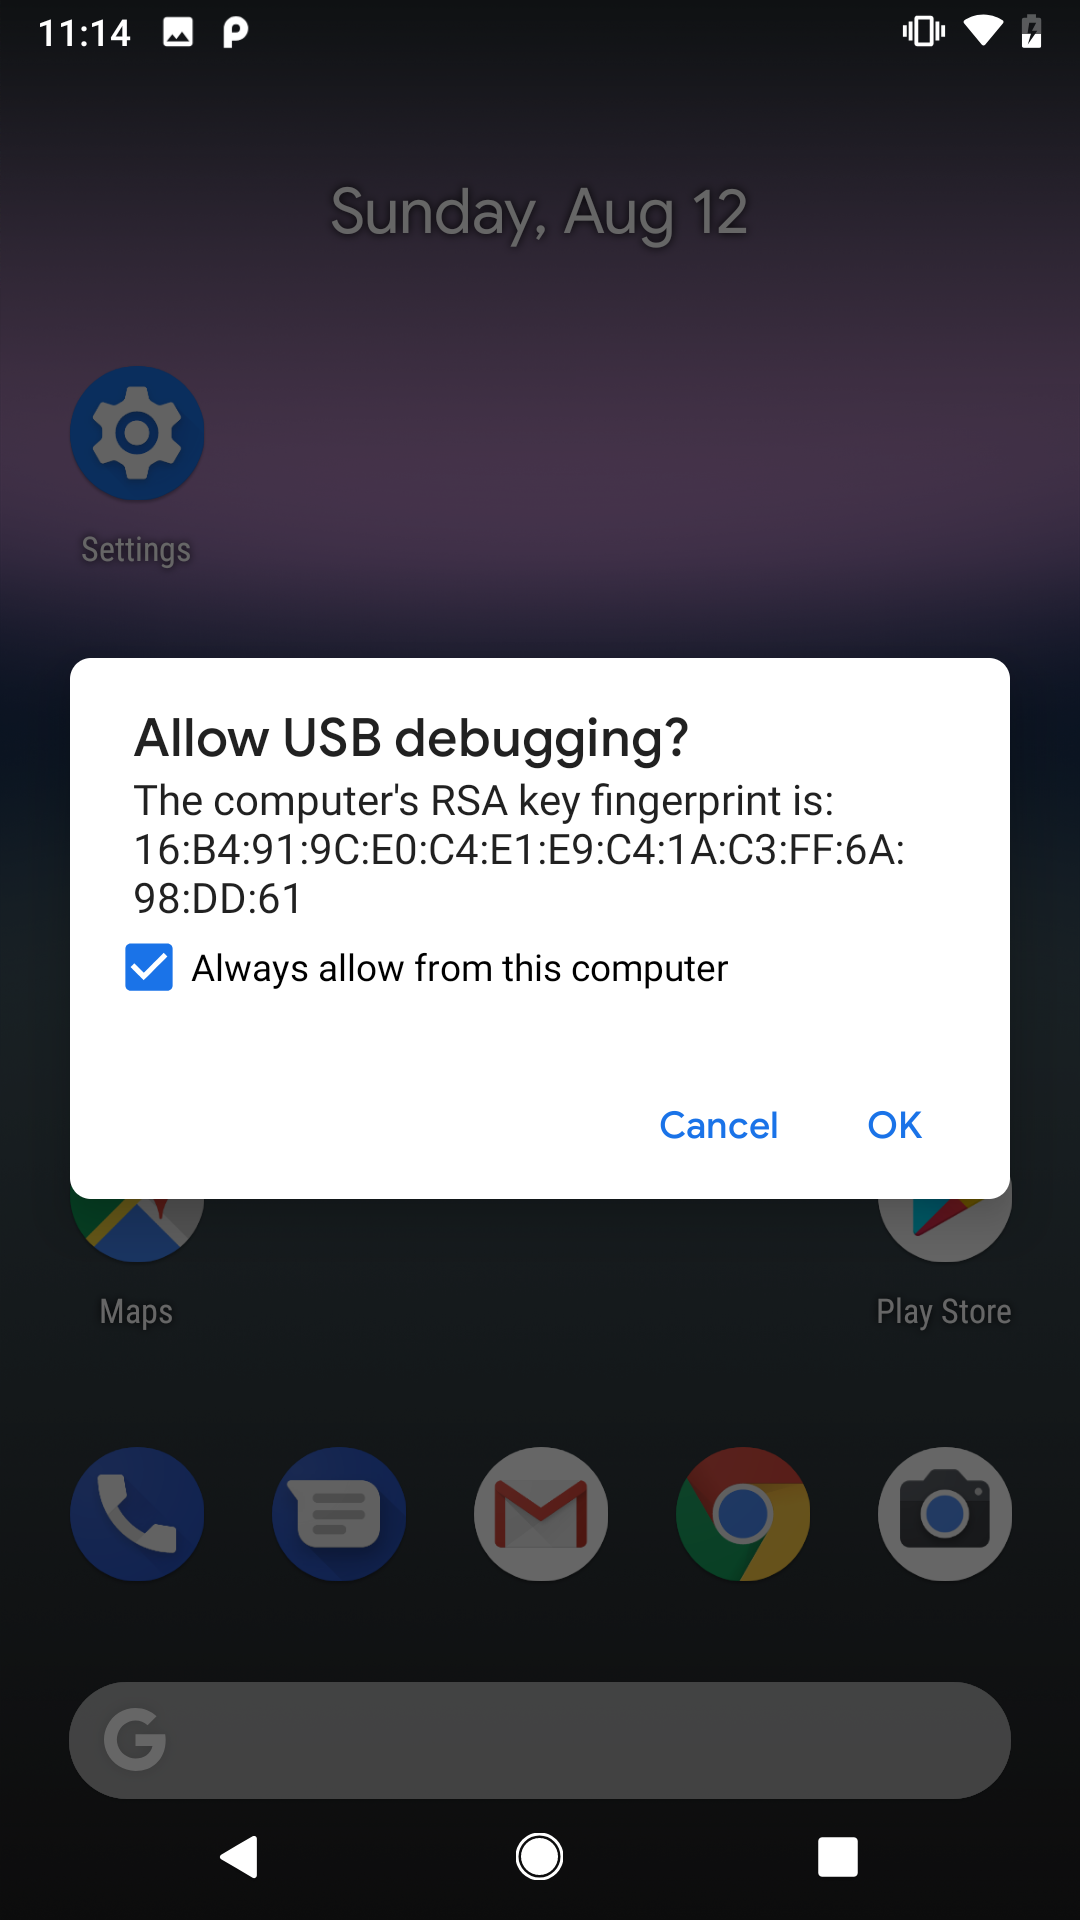 11:14
Sunday, Aug 12
Settings
Allow USB debugging?
The computer's RSA key fingerprint is:
16:B4:91:9C:E0:C4:E1:E9:C4:1A:C3:FF:6A:
98:DD:61
Always allow from this computer
Cancel OK
Maps Play Store